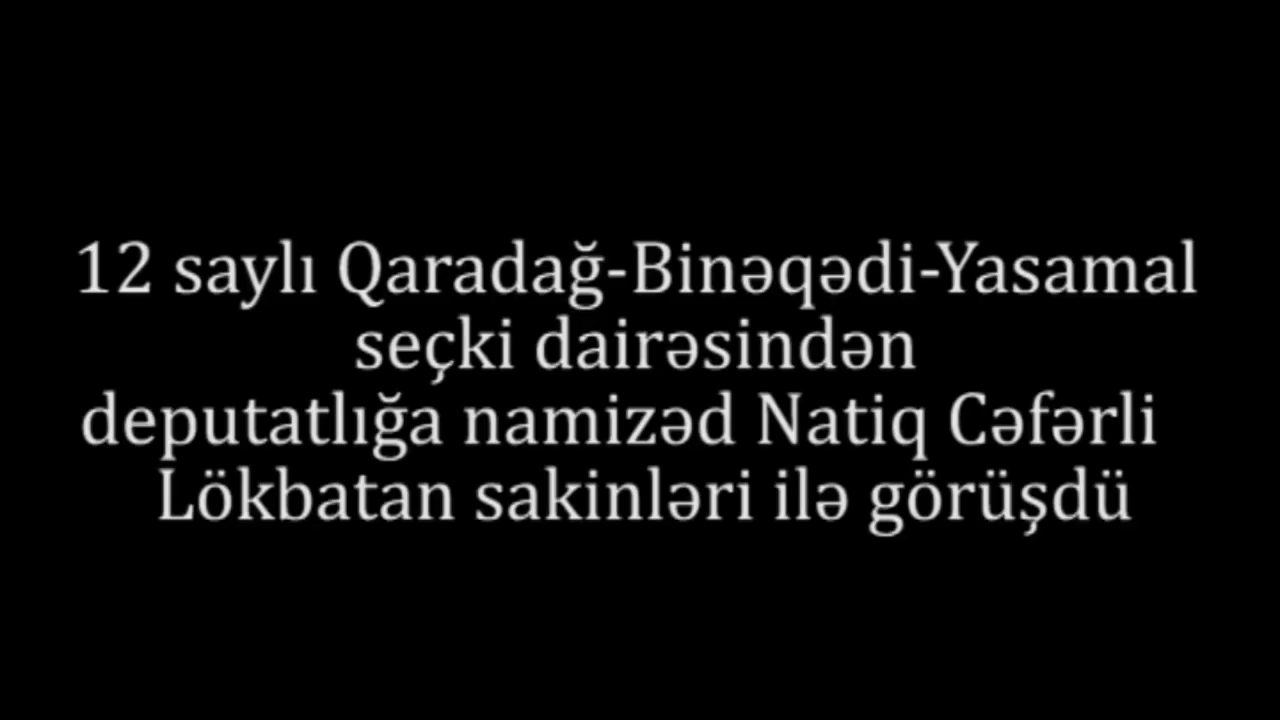 12 saylı Qaradağ-Binəqədi-Yasamal
seçki dairəsindən
deputatlığa namizəd Natiq Cəfərli
Lökbatan sakinləri ilə görüşdü